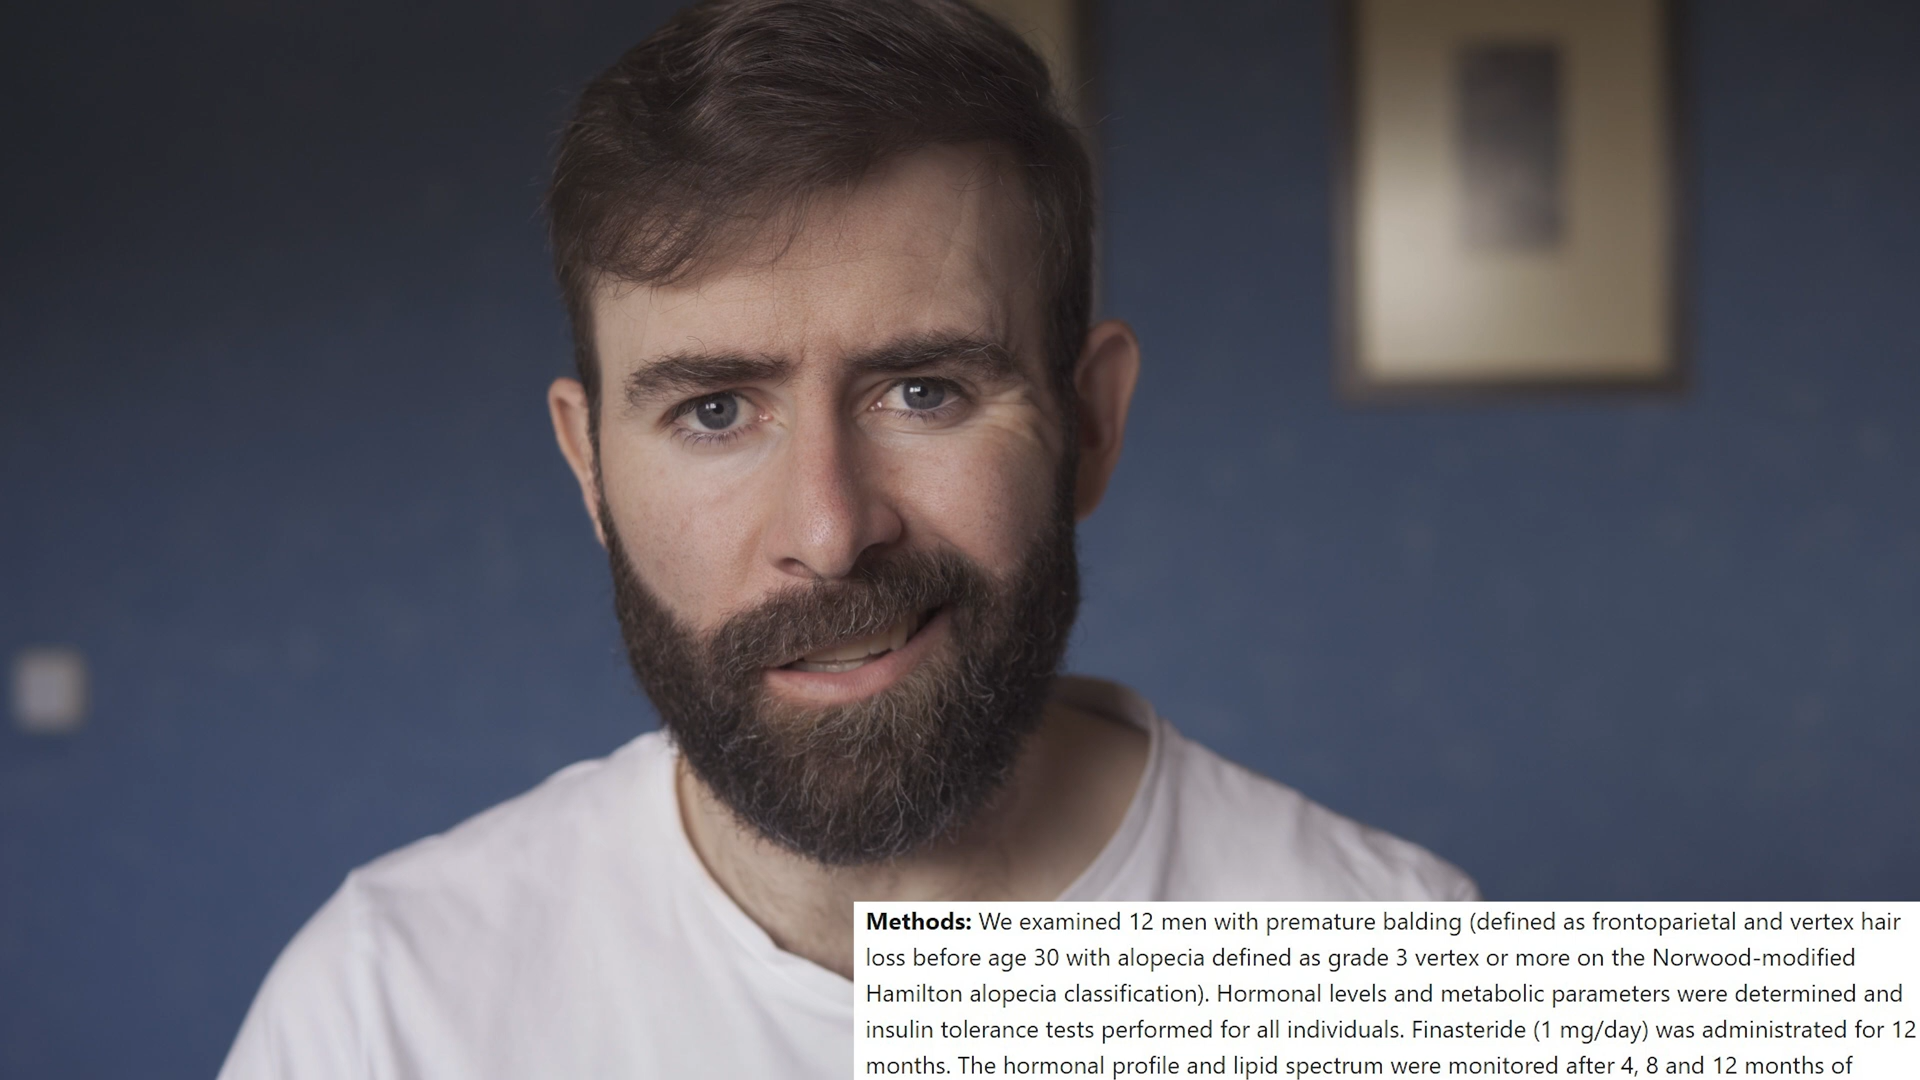 Methods: We examined 12 men with premature balding (defined as frontoparietal and vertex hair
loss before age 30 with alopecia defined as grade 3 vertex or more on the Norwood-modified
Hamilton alopecia classification). Hormonal levels and metabolic parameters were determined and
insulin tolerance tests performed for all individuals. Finasteride (1 mg/day) was administrated for 12
months. The hormonal profile and lipid spectrum were monitored after 4, 8 and 12 months of